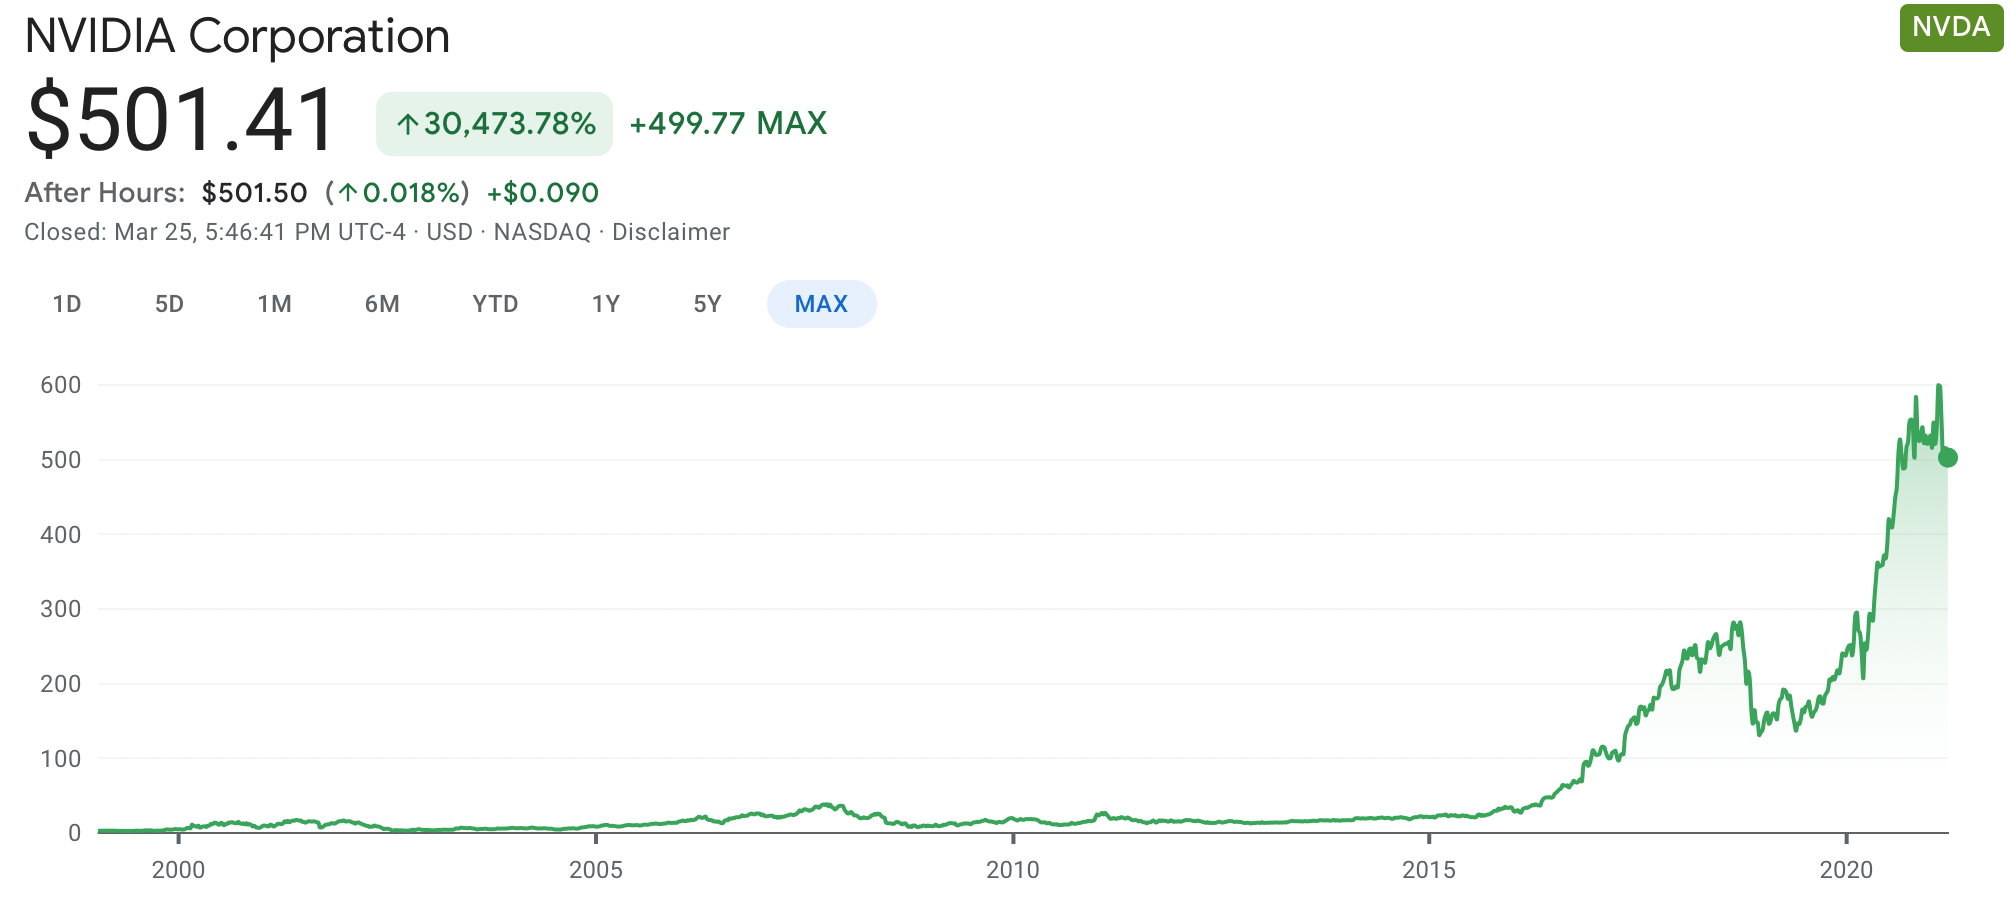 NVIDIA Corporation
NVDA
$501.41 ↑30,473.78% +499.77 MAX
After Hours: $501.50 (↑0.018%) +$0.090
Closed: Mar 25, 5:46:41 PM UTC-4 · USD · NASDAQ · Disclaimer
1D 5D 1M 6M YTD 1Y 5Y MAX
600
500
400
300
200
100
0
2000 2005 2010 2015 2020